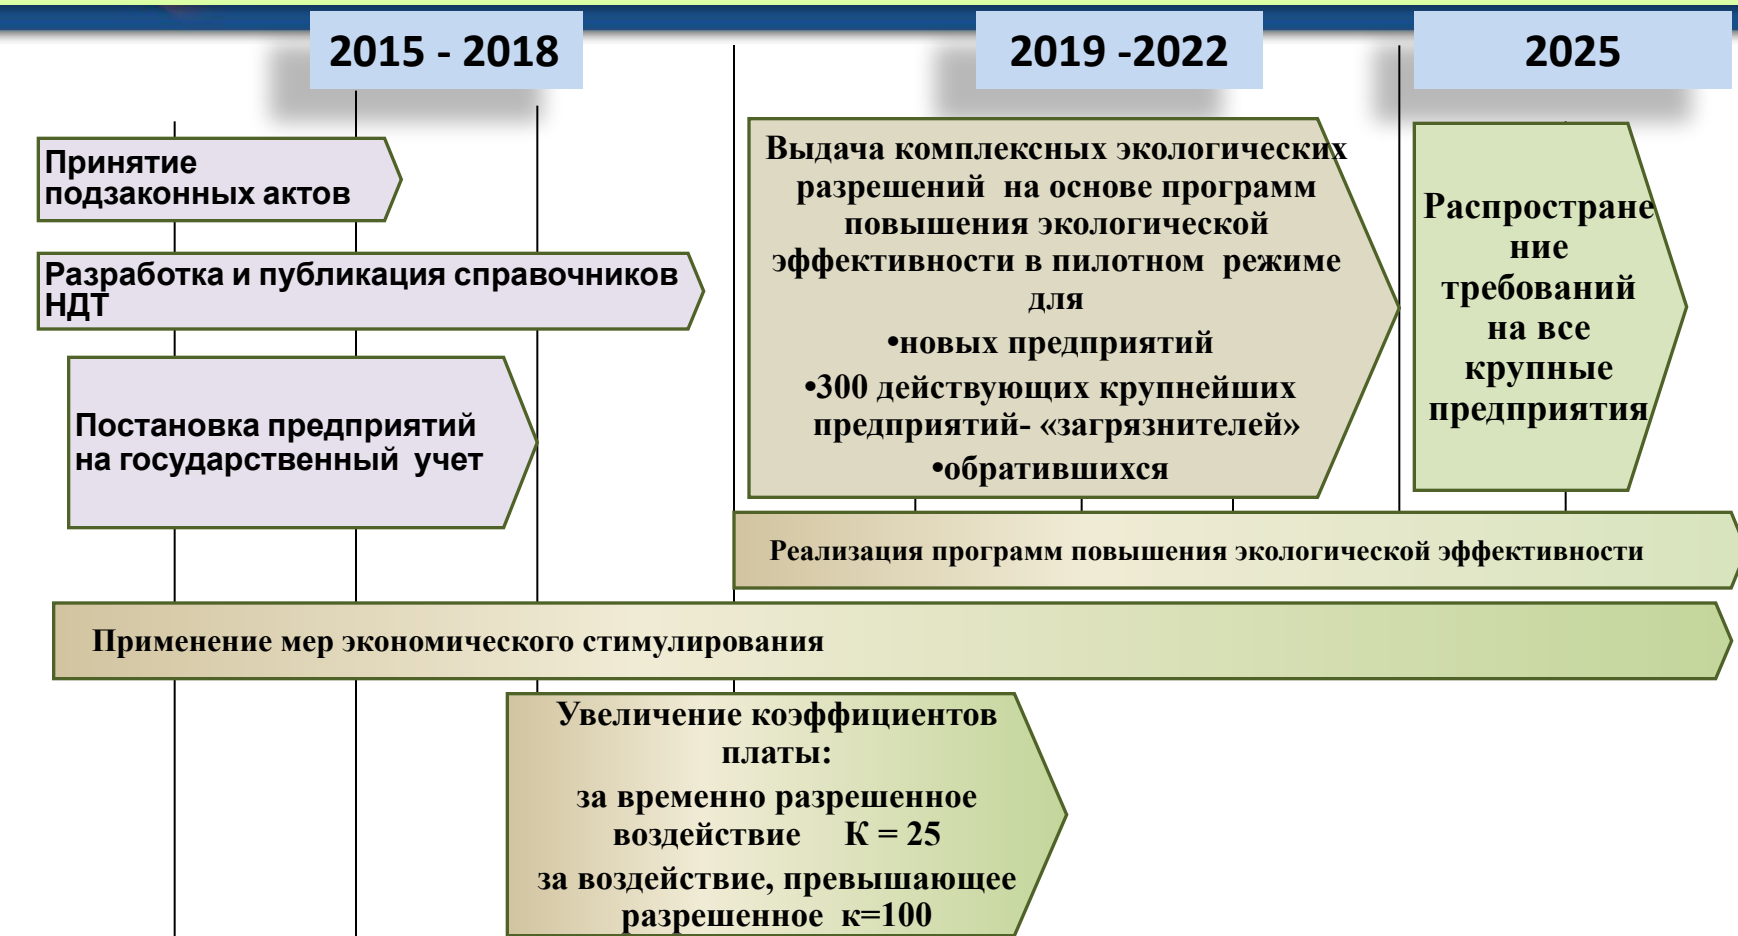 2015 - 2018
2019 -2022
2025
Принятие
подзаконных актов
Разработка и публикация справочников
НДТ
Постановка предприятий
на государственный учет
Выдача комплексных экологических
разрешений на основе программ
повышения экологической
эффективности в пилотном режиме
для
•новых предприятий
•300 действующих крупнейших
предприятий- «загрязнителей»
•обратившихся
Распростране
ние
требований
на все
крупные
предприятия
Реализация программ повышения экологической эффективности
Применение мер экономического стимулирования
Увеличение коэффициентов
платы:
за временно разрешенное
воздействие К = 25
за воздействие, превышающее
разрешенное к=100